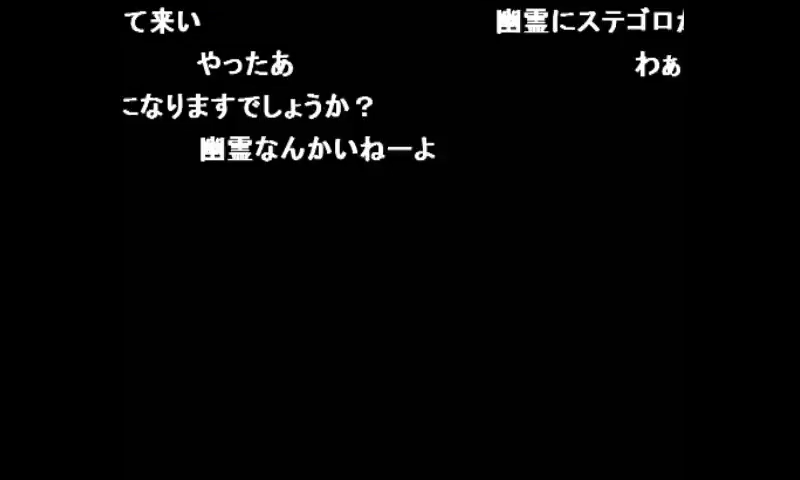 て来い
幽霊にステゴロ
やったあ
わぁ
になりますでしょうか？
幽霊なんかいねーよ